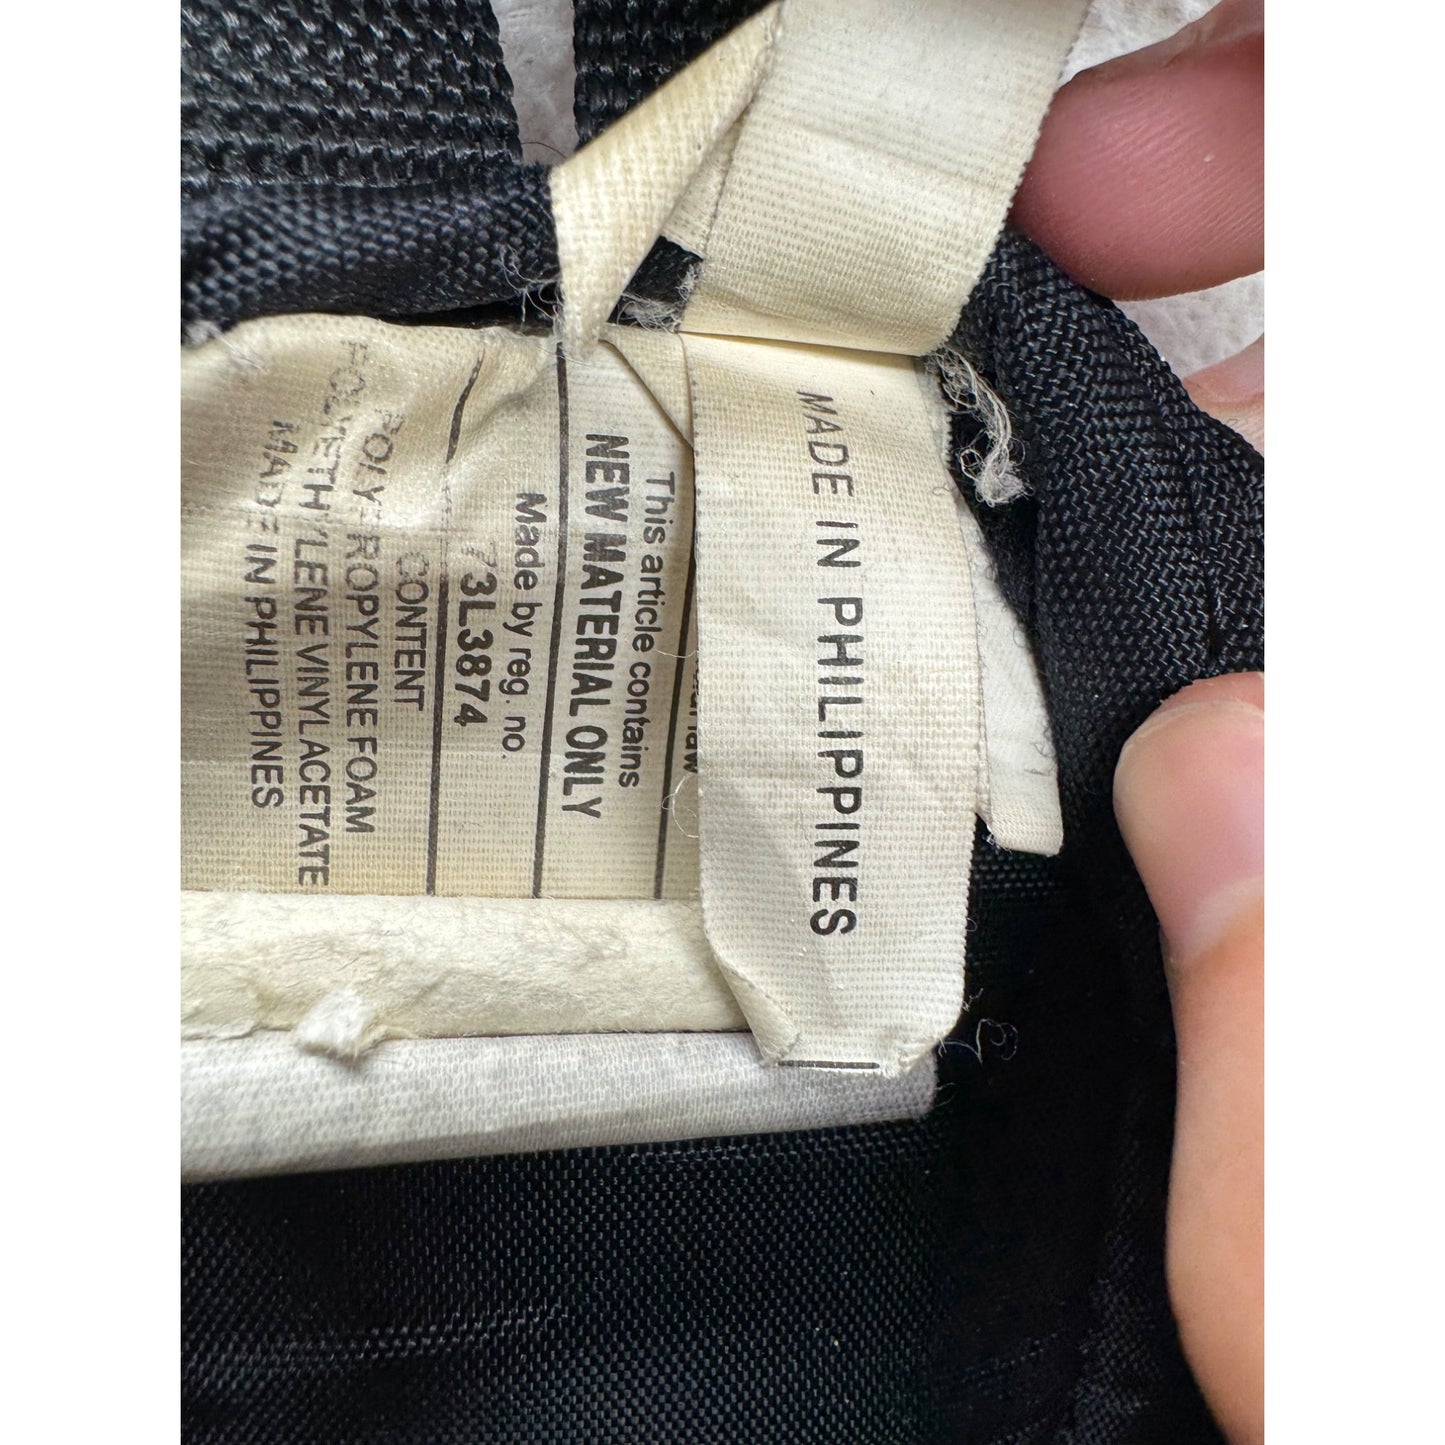 MADE IN PHILIPPINES
law
This article contains
NEW MATERIAL ONLY
Made by reg. no.
73L3874
CONTENT
POLYPROPYLENE FOAM
POLYETHYLENE VINYLACETATE
MADE IN PHILIPPINES